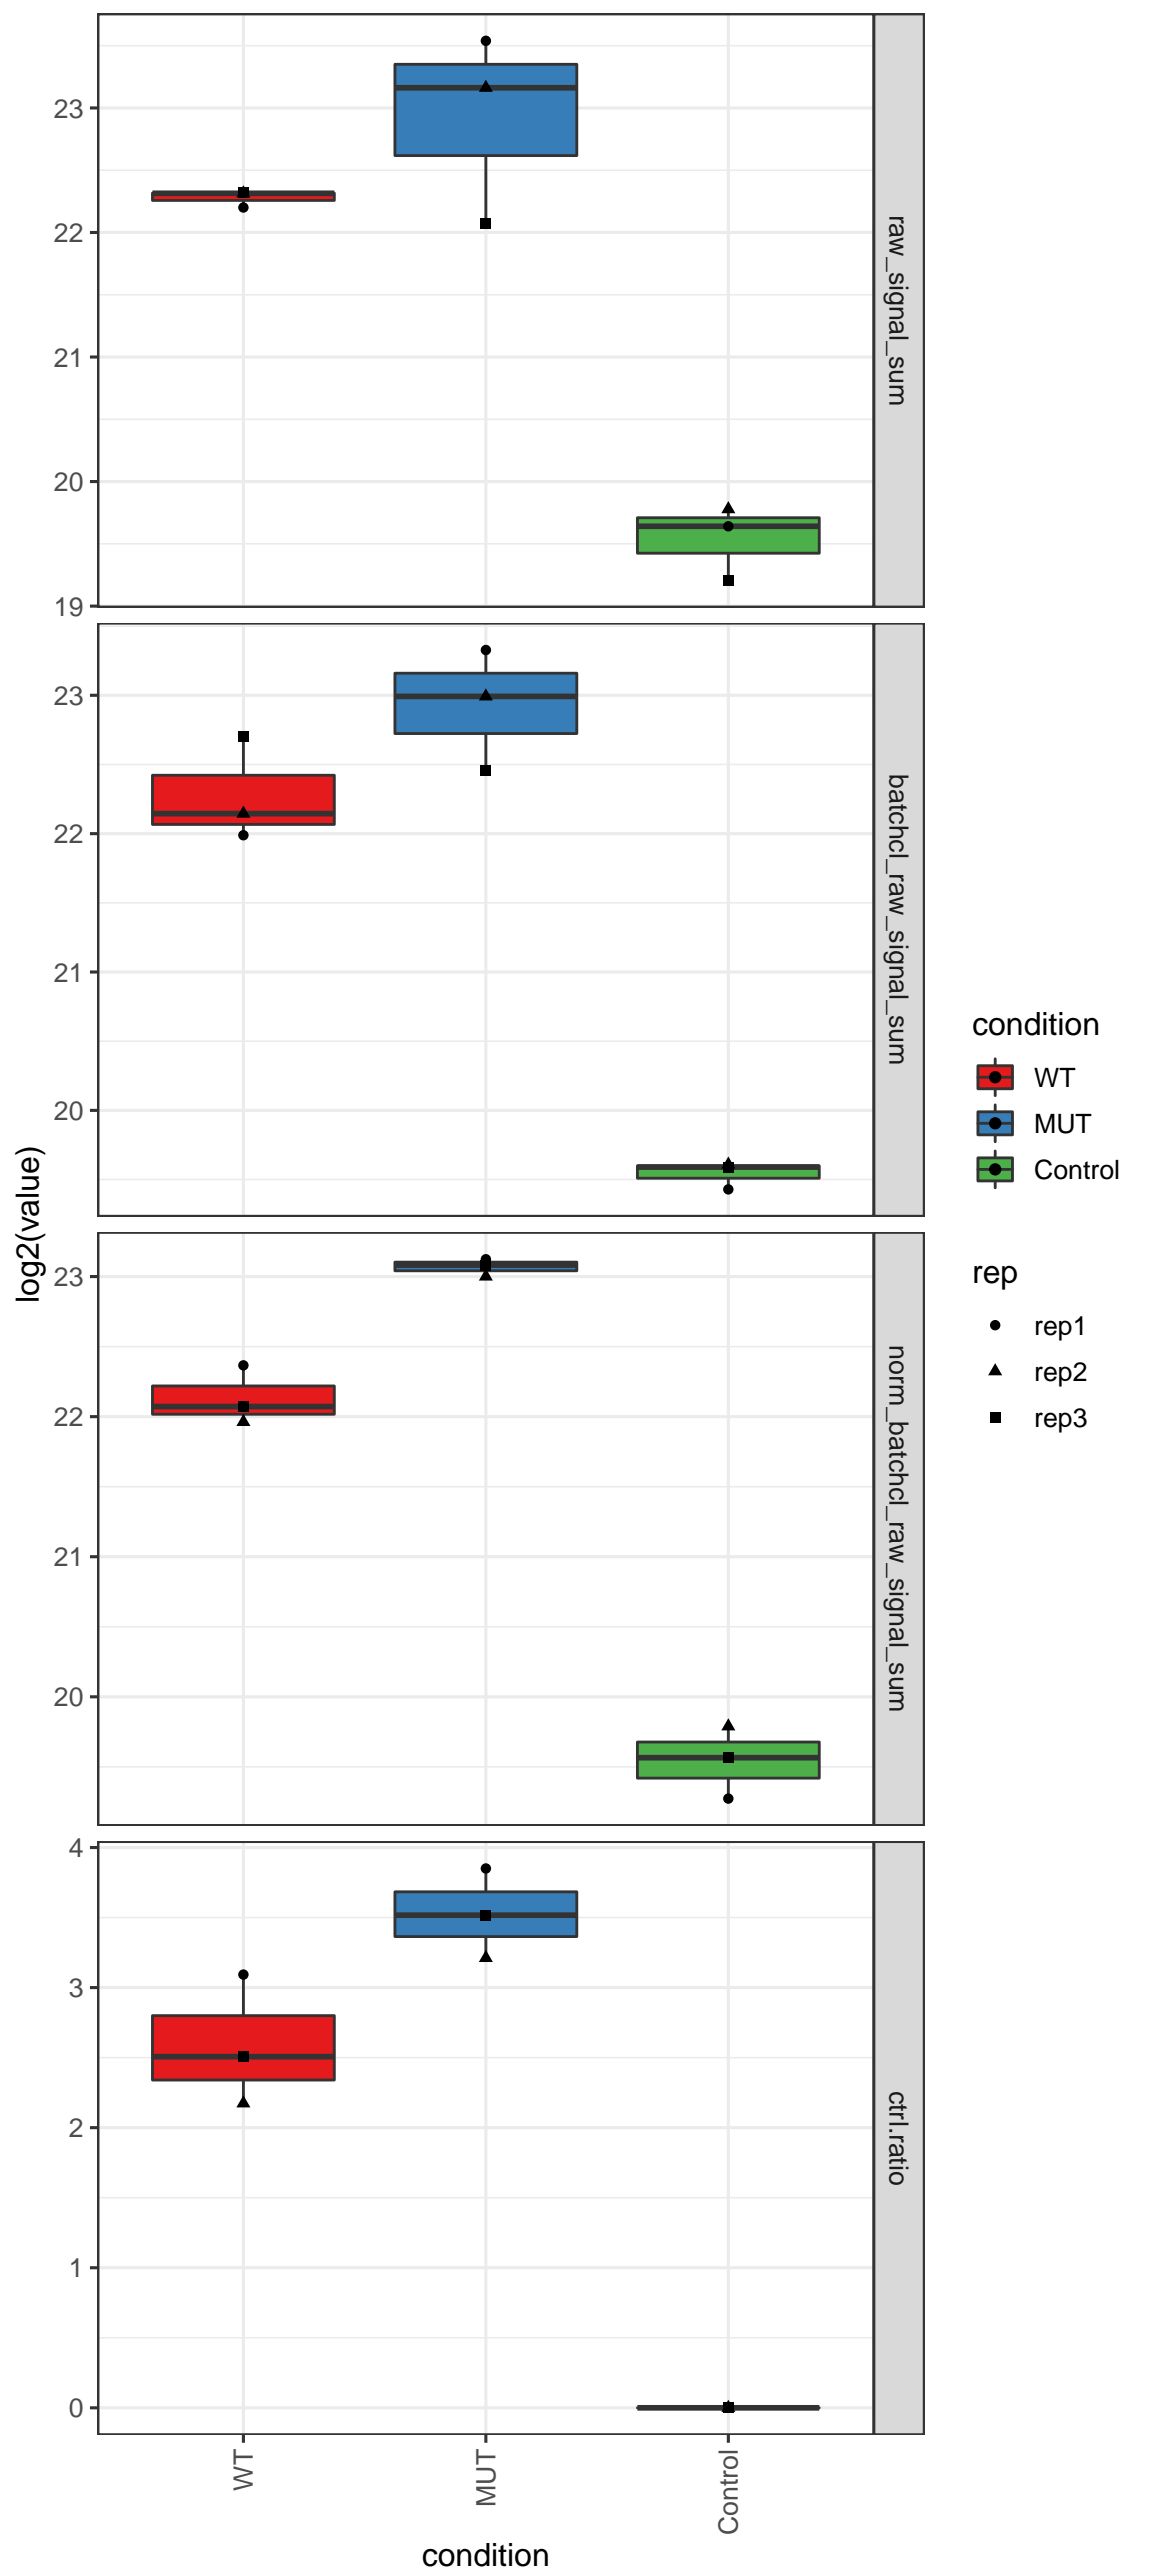 23
22
21
20
19
raw_signal_sum
23
22
21
20
batchcl_raw_signal_sum
23
22
21
20
norm_batchcl_raw_signal_sum
4
3
2
1
0
ctrl.ratio
log2(value)
WT
MUT
Control
condition
condition
WT
MUT
Control
rep
rep1
rep2
rep3